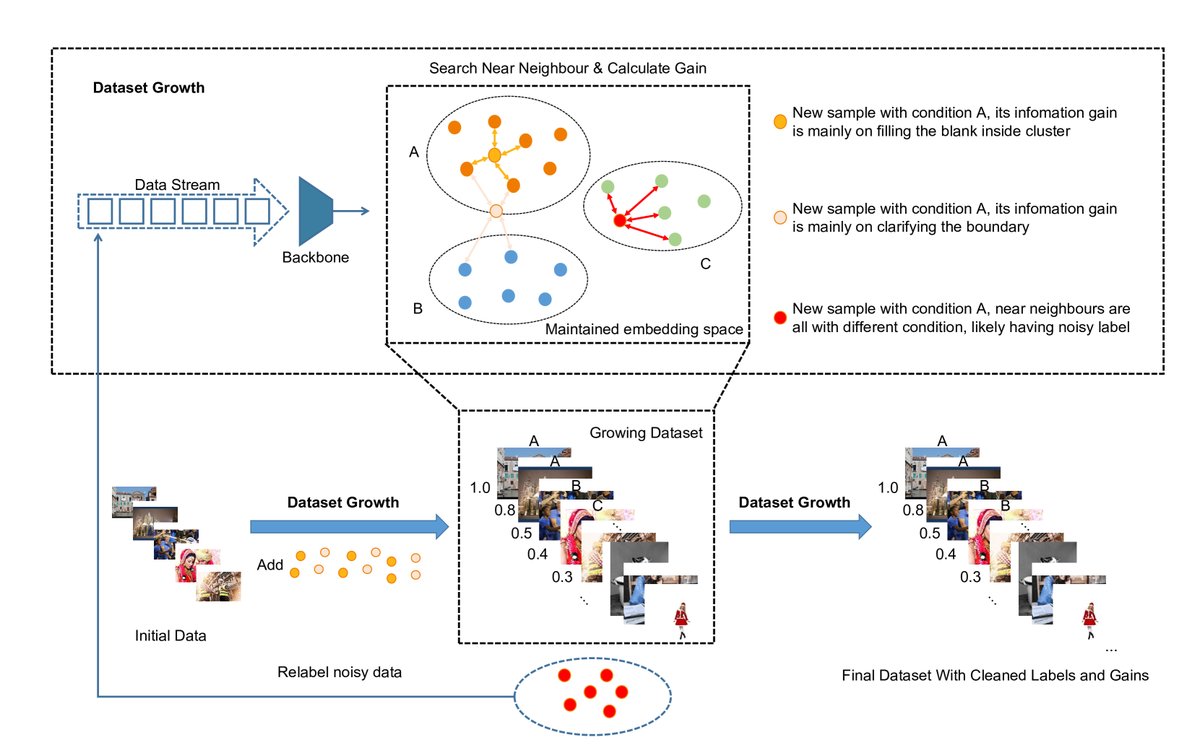 Search Near Neighbour & Calculate Gain
Dataset Growth
Data Stream
Backbone
A
B
C
Maintained embedding space
New sample with condition A, its infomation gain
is mainly on filling the blank inside cluster
New sample with condition A, its infomation gain
is mainly on clarifying the boundary
New sample with condition A, near neighbours are
all with different condition, likely having noisy label
Initial Data
Dataset Growth
Add
Growing Dataset
A
A
B
C
1.0
0.8
0.5
0.4
0.3
...
...
Dataset Growth
A
A
B
B
1.0
0.8
0.5
0.4
0.3
...
...
...
Final Dataset With Cleaned Labels and Gains
Relabel noisy data